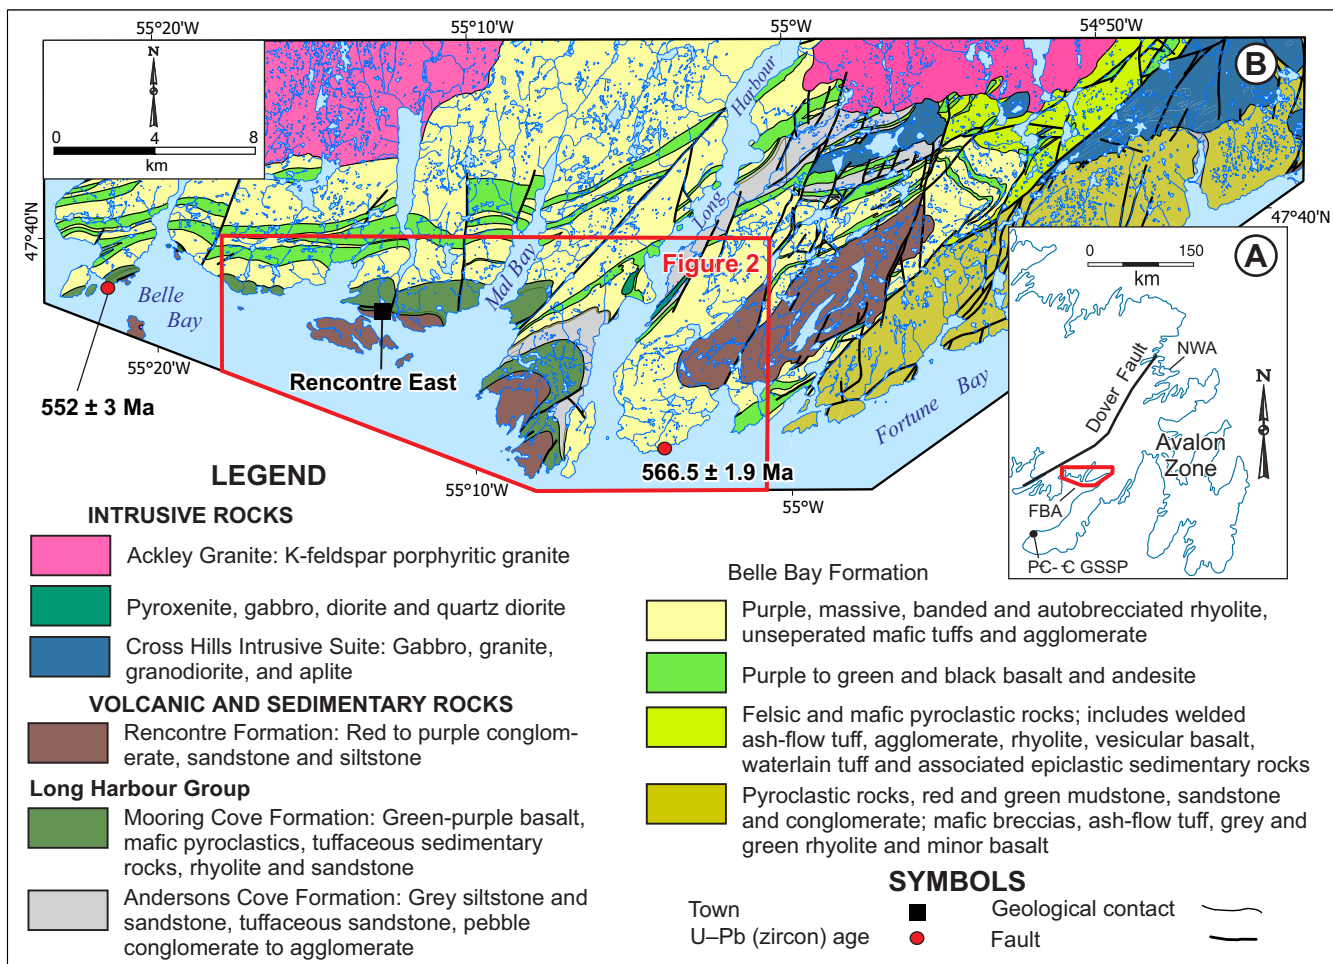 55°20'W
55°10'W
55°W
54°50'W
N
0 4 8
km
B
Harbour
Long
47°40'N
47°40'N
Figure 2
Mal Bay
Belle
Bay
55°20'W
Rencontre East
552 ± 3 Ma
Fortune Bay
566.5 ± 1.9 Ma
55°10'W
55°W
0 150
km
A
NWA
Dover Fault
N
Avalon
Zone
FBA
PЄ-Є GSSP
LEGEND
INTRUSIVE ROCKS
Ackley Granite: K-feldspar porphyritic granite
Pyroxenite, gabbro, diorite and quartz diorite
Cross Hills Intrusive Suite: Gabbro, granite,
granodiorite, and aplite
VOLCANIC AND SEDIMENTARY ROCKS
Rencontre Formation: Red to purple conglom-
erate, sandstone and siltstone
Long Harbour Group
Mooring Cove Formation: Green-purple basalt,
mafic pyroclastics, tuffaceous sedimentary
rocks, rhyolite and sandstone
Andersons Cove Formation: Grey siltstone and
sandstone, tuffaceous sandstone, pebble
conglomerate to agglomerate
Belle Bay Formation
Purple, massive, banded and autobrecciated rhyolite,
unseperated mafic tuffs and agglomerate
Purple to green and black basalt and andesite
Felsic and mafic pyroclastic rocks; includes welded
ash-flow tuff, agglomerate, rhyolite, vesicular basalt,
waterlain tuff and associated epiclastic sedimentary rocks
Pyroclastic rocks, red and green mudstone, sandstone
and conglomerate; mafic breccias, ash-flow tuff, grey and
green rhyolite and minor basalt
SYMBOLS
Town
Geological contact
U–Pb (zircon) age
Fault